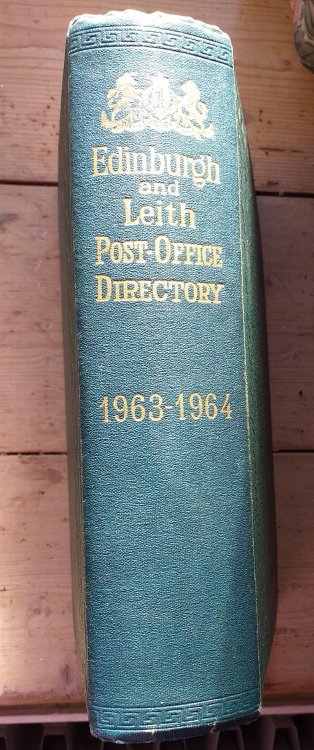 Edinburgh
and
Leith
POST-OFFICE
DIRECTORY
1963-1964